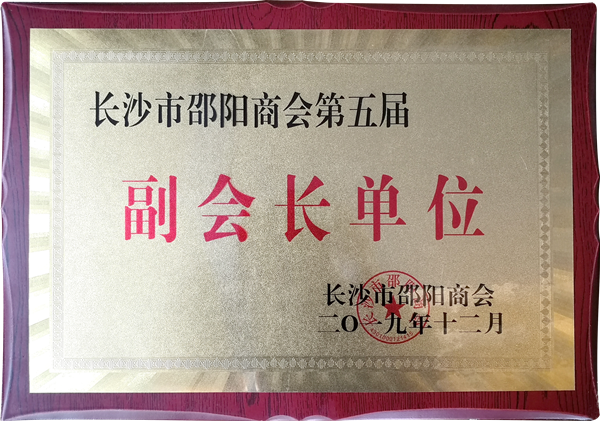 长沙市邵阳商会第五届
副会长单位
长沙市邵阳商会
二〇一九年十二月